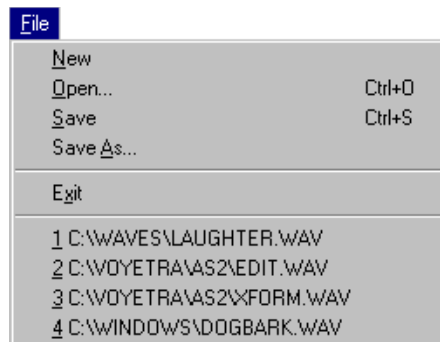 File
New
Open... Ctrl+O
Save Ctrl+S
Save As...
Exit
1 C:\WAVES\LAUGHTER.WAV
2 C:\VOYETRA\AS2\EDIT.WAV
3 C:\VOYETRA\AS2\XFORM.WAV
4 C:\WINDOWS\DOGBARK.WAV